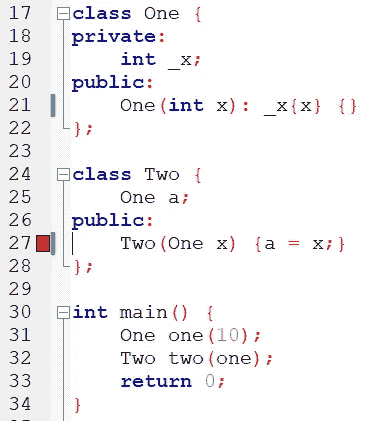 17 class One {
18 private:
19     int _x;
20 public:
21     One(int x): _x{x} {}
22 };
23
24 class Two {
25     One a;
26 public:
27     Two(One x) {a = x;}
28 };
29
30 int main() {
31     One one(10);
32     Two two(one);
33     return 0;
34 }